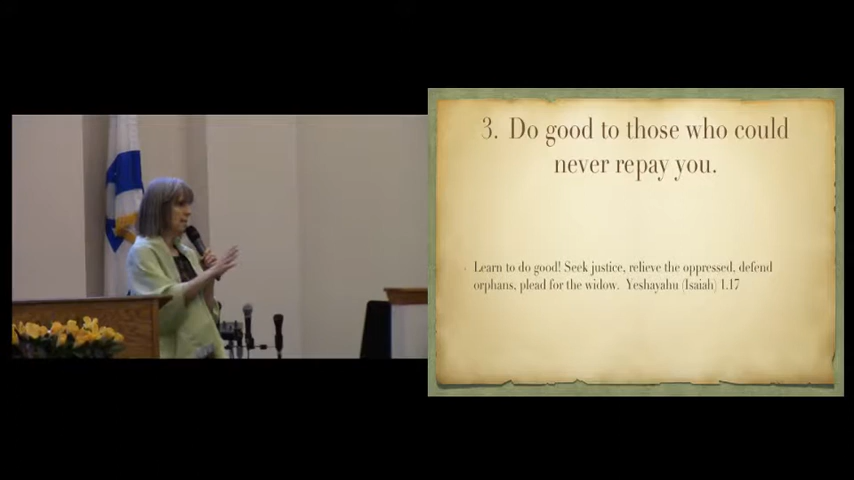 3. Do good to those who could
never repay you.
Learn to do good! Seek justice, relieve the oppressed, defend
orphans, plead for the widow. Yeshayahu (Isaiah) 1.17